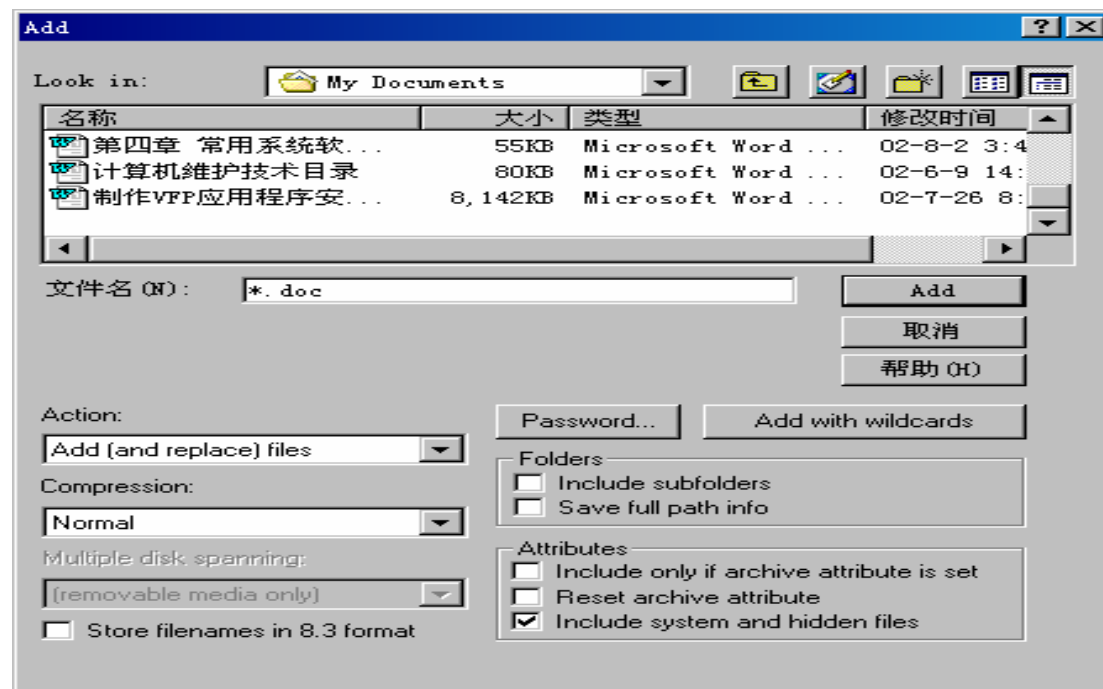 Add
Look in: My Documents
名称 大小 类型 修改时间
第四章 常用系统软... 55KB Microsoft Word ... 02-8-2 3:4
计算机维护技术目录 80KB Microsoft Word ... 02-6-9 14:
制作VFP应用程序安... 8,142KB Microsoft Word ... 02-7-26 8:
文件名(N): *.doc Add
取消
帮助(H)
Action:
Add (and replace) files
Compression:
Normal
Multiple disk spanning:
(removable media only)
Store filenames in 8.3 format
Password... Add with wildcards
Folders
Include subfolders
Save full path info
Attributes
Include only if archive attribute is set
Reset archive attribute
Include system and hidden files